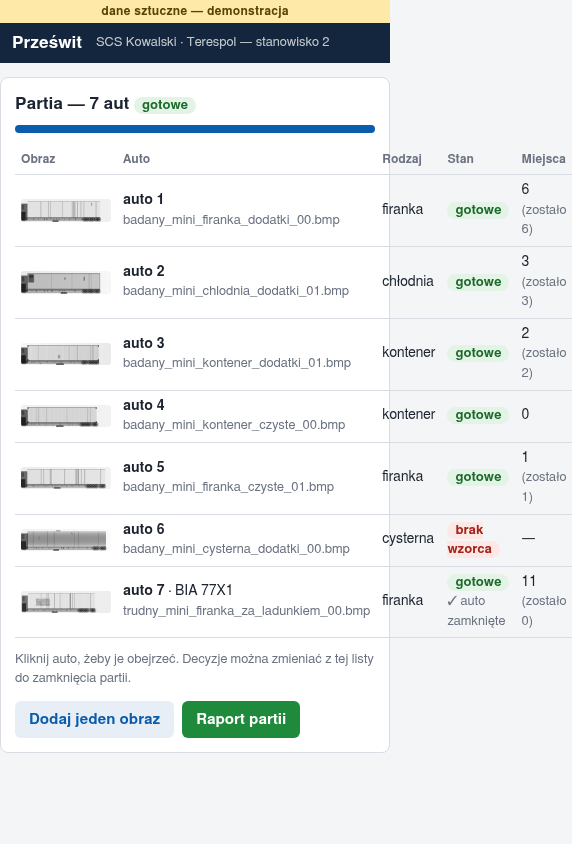 dane sztuczne — demonstracja
Prześwit SCS Kowalski · Terespol — stanowisko 2
Partia — 7 aut gotowe
Obraz Auto Rodzaj Stan Miejsca
auto 1
badany_mini_firanka_dodatki_00.bmp
firanka gotowe 6
(zostało
6)
auto 2
badany_mini_chlodnia_dodatki_01.bmp
chłodnia gotowe 3
(zostało
3)
auto 3
badany_mini_kontener_dodatki_01.bmp
kontener gotowe 2
(zostało
2)
auto 4
badany_mini_kontener_czyste_00.bmp
kontener gotowe 0
auto 5
badany_mini_firanka_czyste_01.bmp
firanka gotowe 1
(zostało
1)
auto 6
badany_mini_cysterna_dodatki_00.bmp
cysterna brak
wzorca —
auto 7 · BIA 77X1
trudny_mini_firanka_za_ladunkiem_00.bmp
firanka gotowe
✓ auto
zamknięte 11
(zostało
0)
Kliknij auto, żeby je obejrzeć. Decyzje można zmieniać z tej listy
do zamknięcia partii.
Dodaj jeden obraz Raport partii